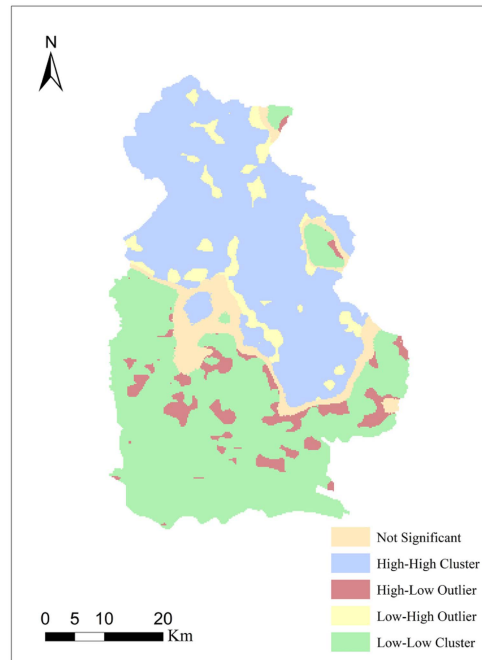 N
Not Significant
High-High Cluster
High-Low Outlier
Low-High Outlier
Low-Low Cluster
0 5 10 20
Km